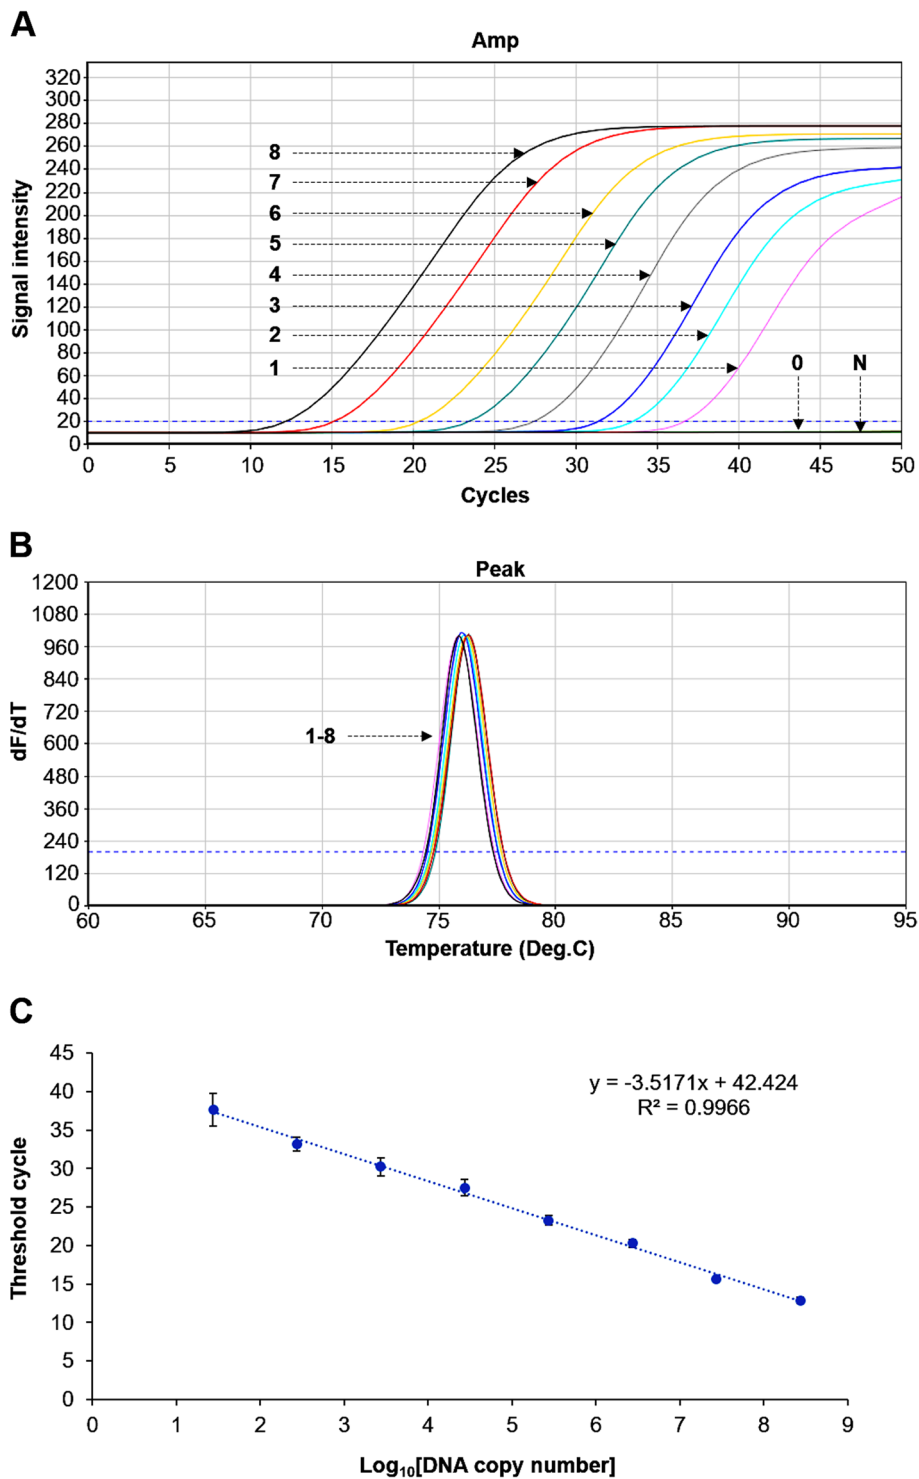 A
Amp
Signal intensity
320
300
280
260
240
220
200
180
160
140
120
100
80
60
40
20
0
8
7
6
5
4
3
2
1
0 N
0 5 10 15 20 25 30 35 40 45 50
Cycles
B
Peak
dF/dT
1200
1080
960
840
720
600
480
360
240
120
0
1-8
60 65 70 75 80 85 90 95
Temperature (Deg.C)
C
Threshold cycle
45
40
35
30
25
20
15
10
5
0
y = -3.5171x + 42.424
R² = 0.9966
0 1 2 3 4 5 6 7 8 9
Log₁₀[DNA copy number]